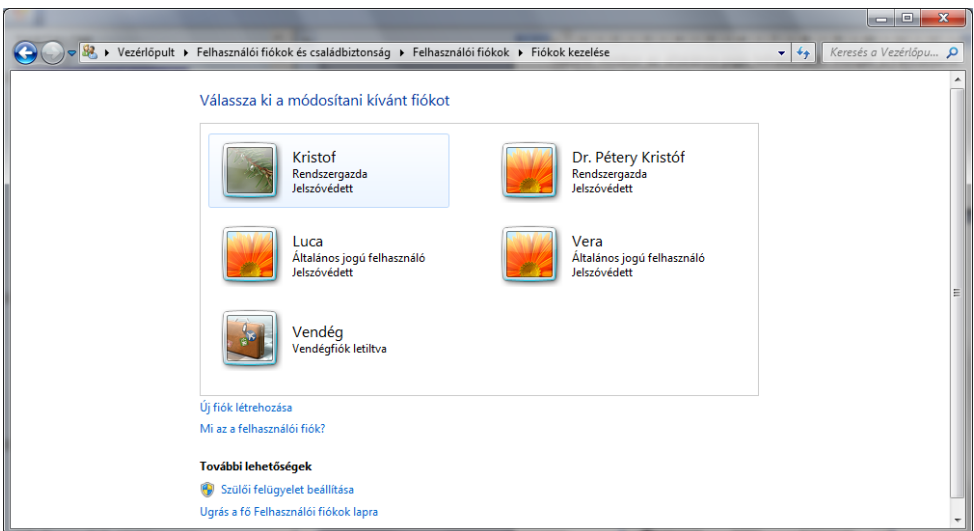 Vezérlőpult ▸ Felhasználói fiókok és családbiztonság ▸ Felhasználói fiókok ▸ Fiókok kezelése
Keresés a Vezérlőpu...
Válassza ki a módosítani kívánt fiókot
Kristof
Rendszergazda
Jelszóvédett
Dr. Pétery Kristóf
Rendszergazda
Jelszóvédett
Luca
Általános jogú felhasználó
Jelszóvédett
Vera
Általános jogú felhasználó
Jelszóvédett
Vendég
Vendégfiók letiltva
Új fiók létrehozása
Mi az a felhasználói fiók?
További lehetőségek
Szülői felügyelet beállítása
Ugrás a fő Felhasználói fiókok lapra